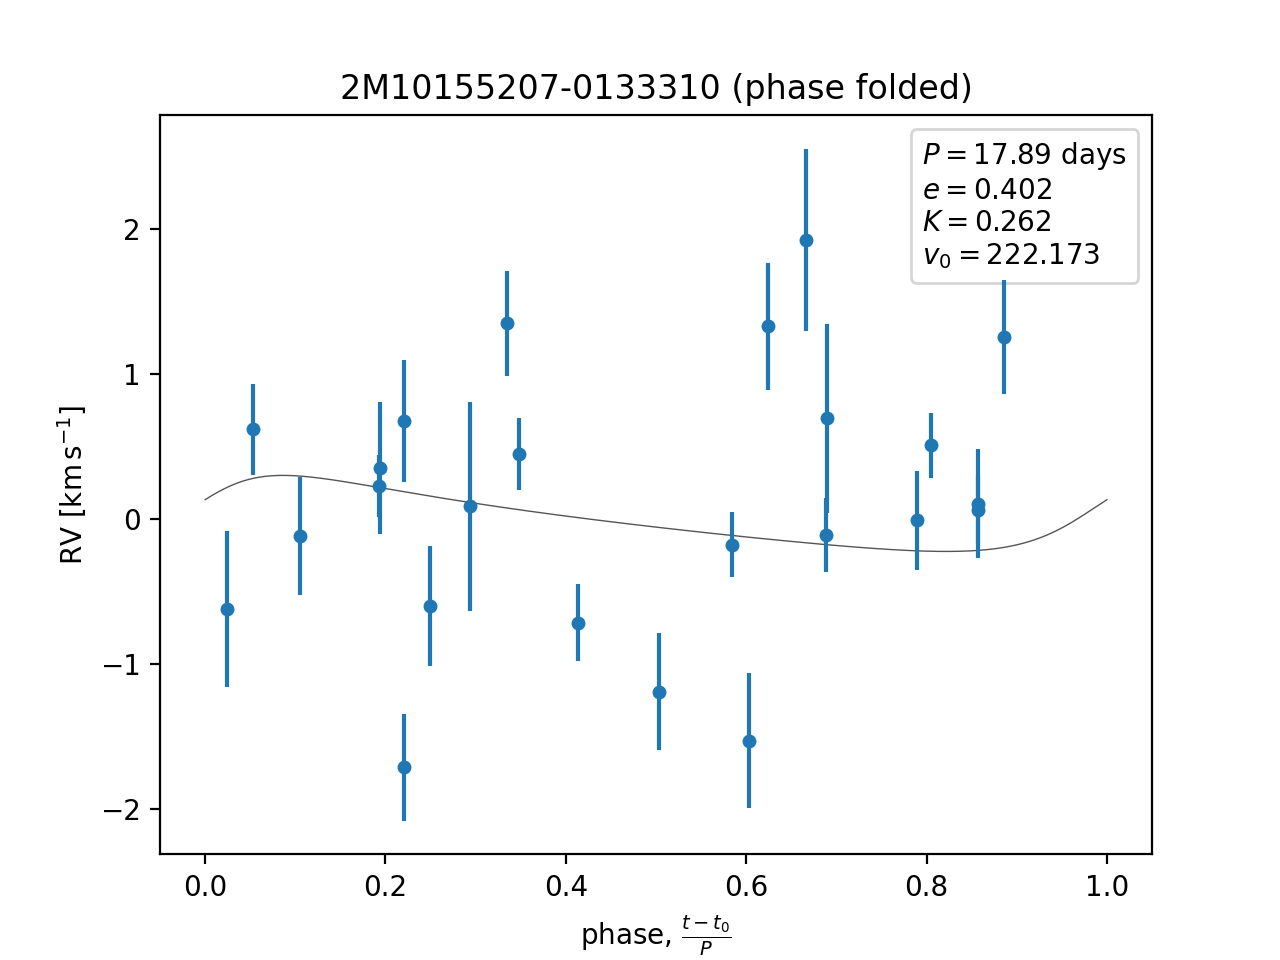 2M10155207-0133310 (phase folded)
P = 17.89 days
e = 0.402
K = 0.262
v₀ = 222.173
RV [km s⁻¹]
2
1
0
−1
−2
0.0 0.2 0.4 0.6 0.8 1.0
phase, (t − t₀)/P